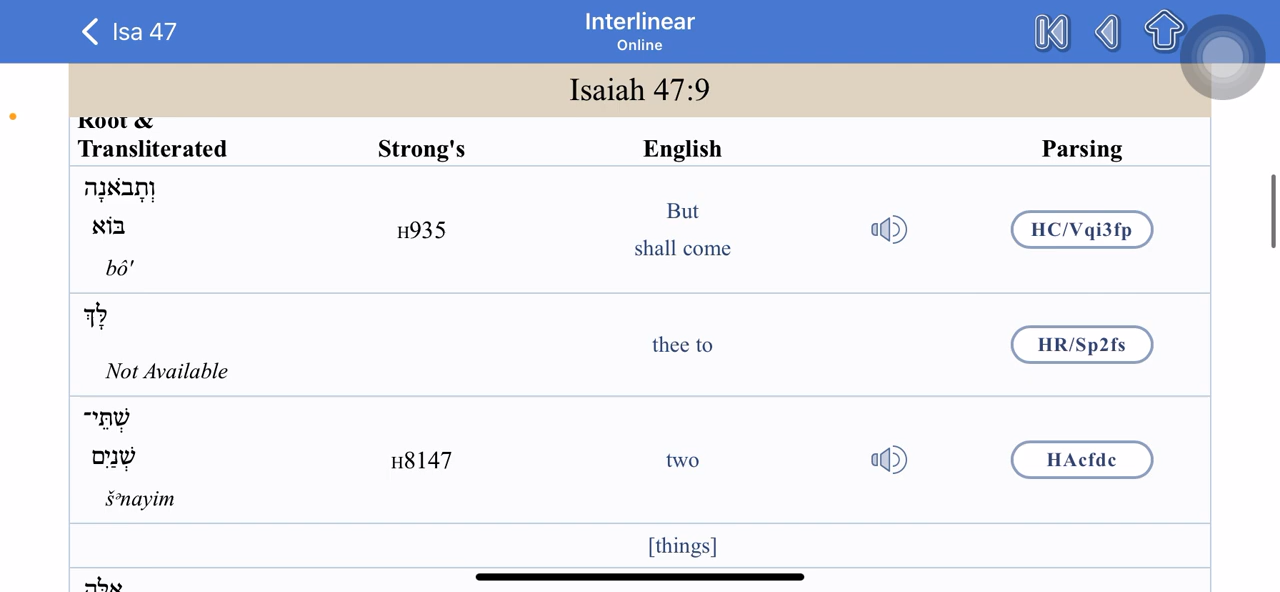 Isa 47
Interlinear
Online
Isaiah 47:9
Root &
Transliterated Strong's English Parsing
וְתָבֹאנָה
בּוֹא
bô'
H935
But
shall come
HC/Vqi3fp
לָּךְ
Not Available
thee to
HR/Sp2fs
שְׁתֵּי־
שְׁנַיִם
šᵊnayim
H8147
two
HAcfdc
[things]
אֵלֶּה